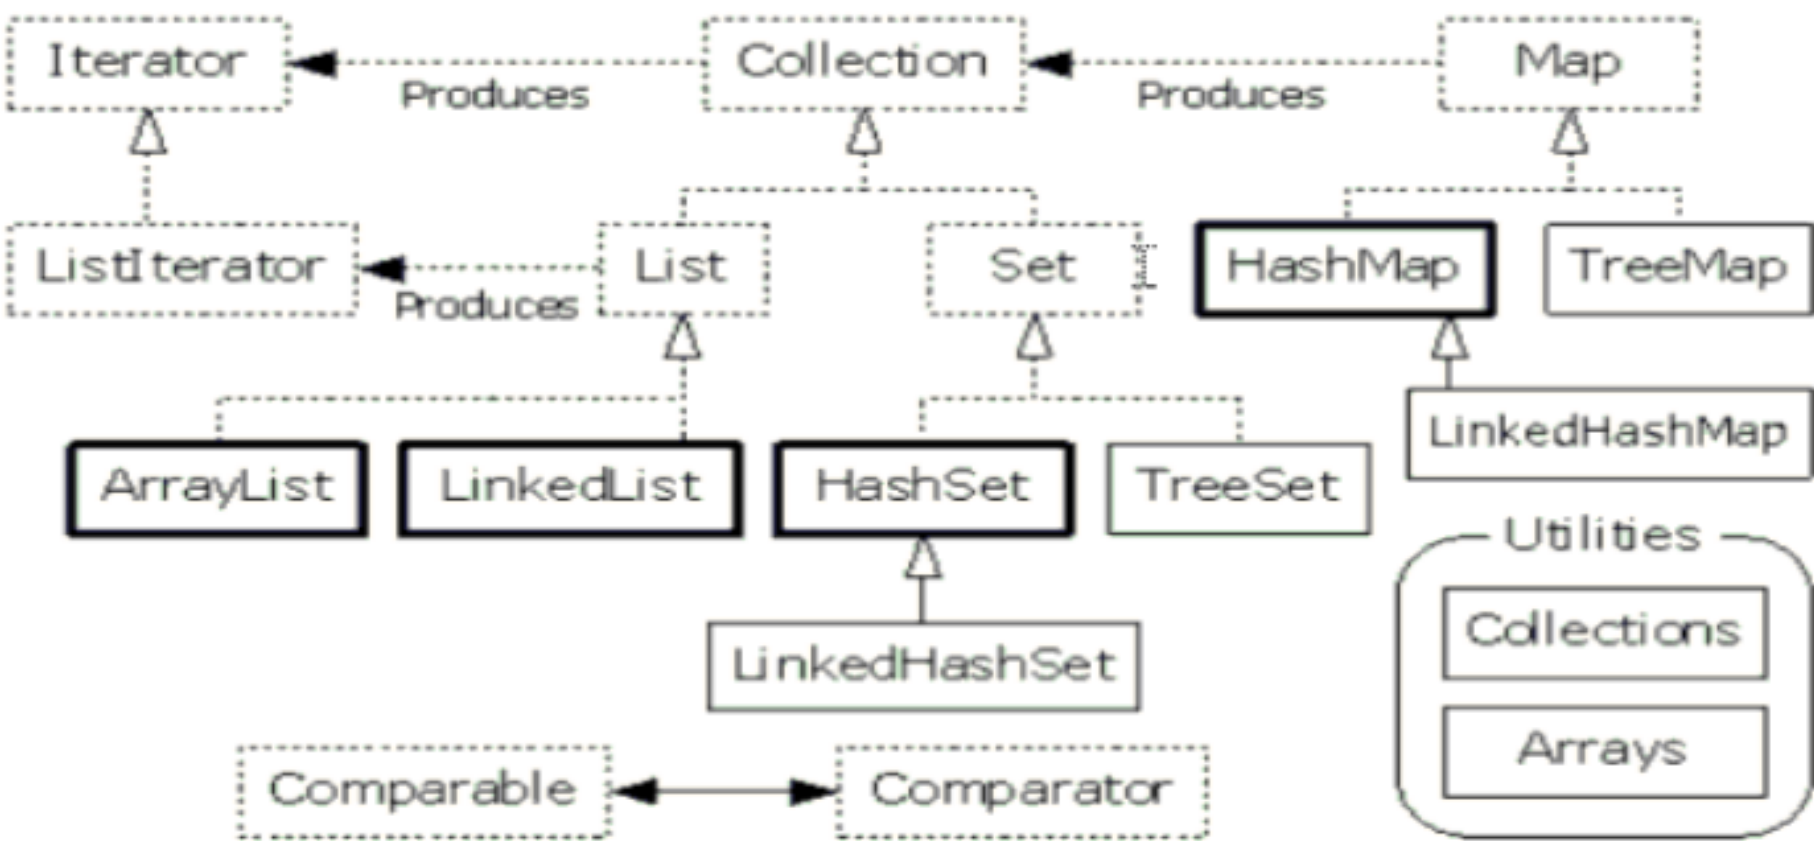 Iterator
Produces
Collection
Produces
Map
ListIterator
Produces
List
Set
HashMap
TreeMap
LinkedHashMap
ArrayList
LinkedList
HashSet
TreeSet
LinkedHashSet
Utilities
Collections
Arrays
Comparable
Comparator